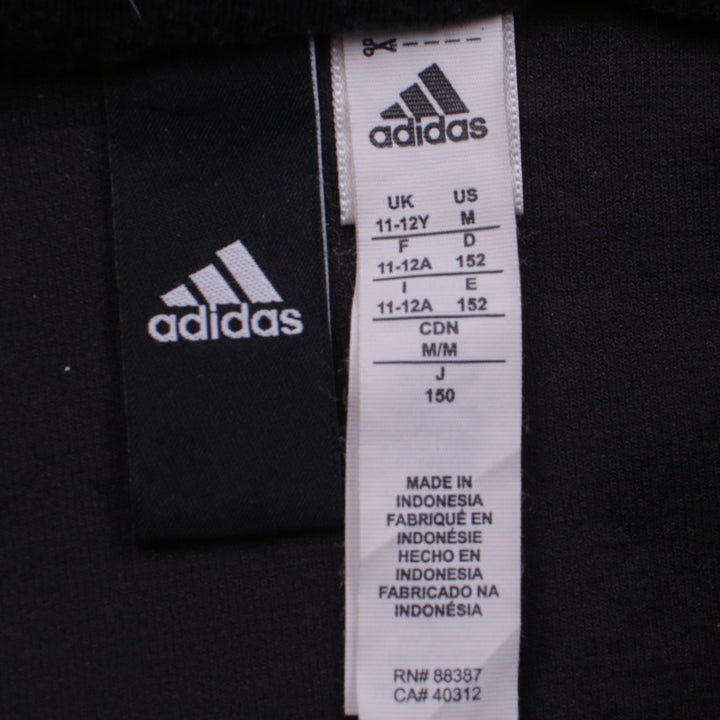 adidas
adidas
UK US
11-12Y M
F D
11-12A 152
I E
11-12A 152
CDN
M/M
J
150
MADE IN
INDONESIA
FABRIQUÉ EN
INDONÉSIE
HECHO EN
INDONESIA
FABRICADO NA
INDONÉSIA
RN# 88387
CA# 40312